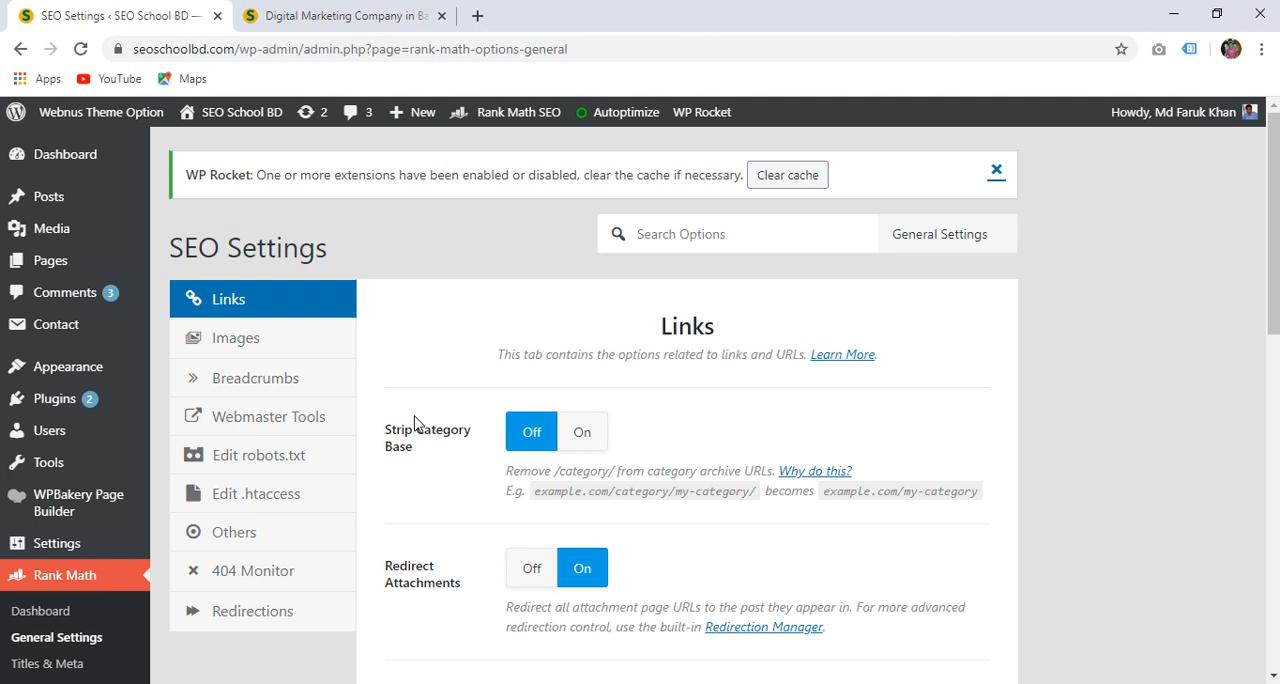 SEO Settings ‹ SEO School BD —
Digital Marketing Company in Ba
seoschoolbd.com/wp-admin/admin.php?page=rank-math-options-general
Apps YouTube Maps
Webnus Theme Option SEO School BD 2 3 New Rank Math SEO Autoptimize WP Rocket Howdy, Md Faruk Khan
Dashboard
Posts
Media
Pages
Comments 3
Contact
Appearance
Plugins 2
Users
Tools
WPBakery Page
Builder
Settings
Rank Math
Dashboard
General Settings
Titles & Meta
WP Rocket: One or more extensions have been enabled or disabled, clear the cache if necessary. Clear cache
SEO Settings
Search Options
General Settings
Links
Images
Breadcrumbs
Webmaster Tools
Edit robots.txt
Edit .htaccess
Others
404 Monitor
Redirections
Links
This tab contains the options related to links and URLs. Learn More.
Strip Category
Base
Off On
Remove /category/ from category archive URLs. Why do this?
E.g. example.com/category/my-category/ becomes example.com/my-category
Redirect
Attachments
Off On
Redirect all attachment page URLs to the post they appear in. For more advanced
redirection control, use the built-in Redirection Manager.